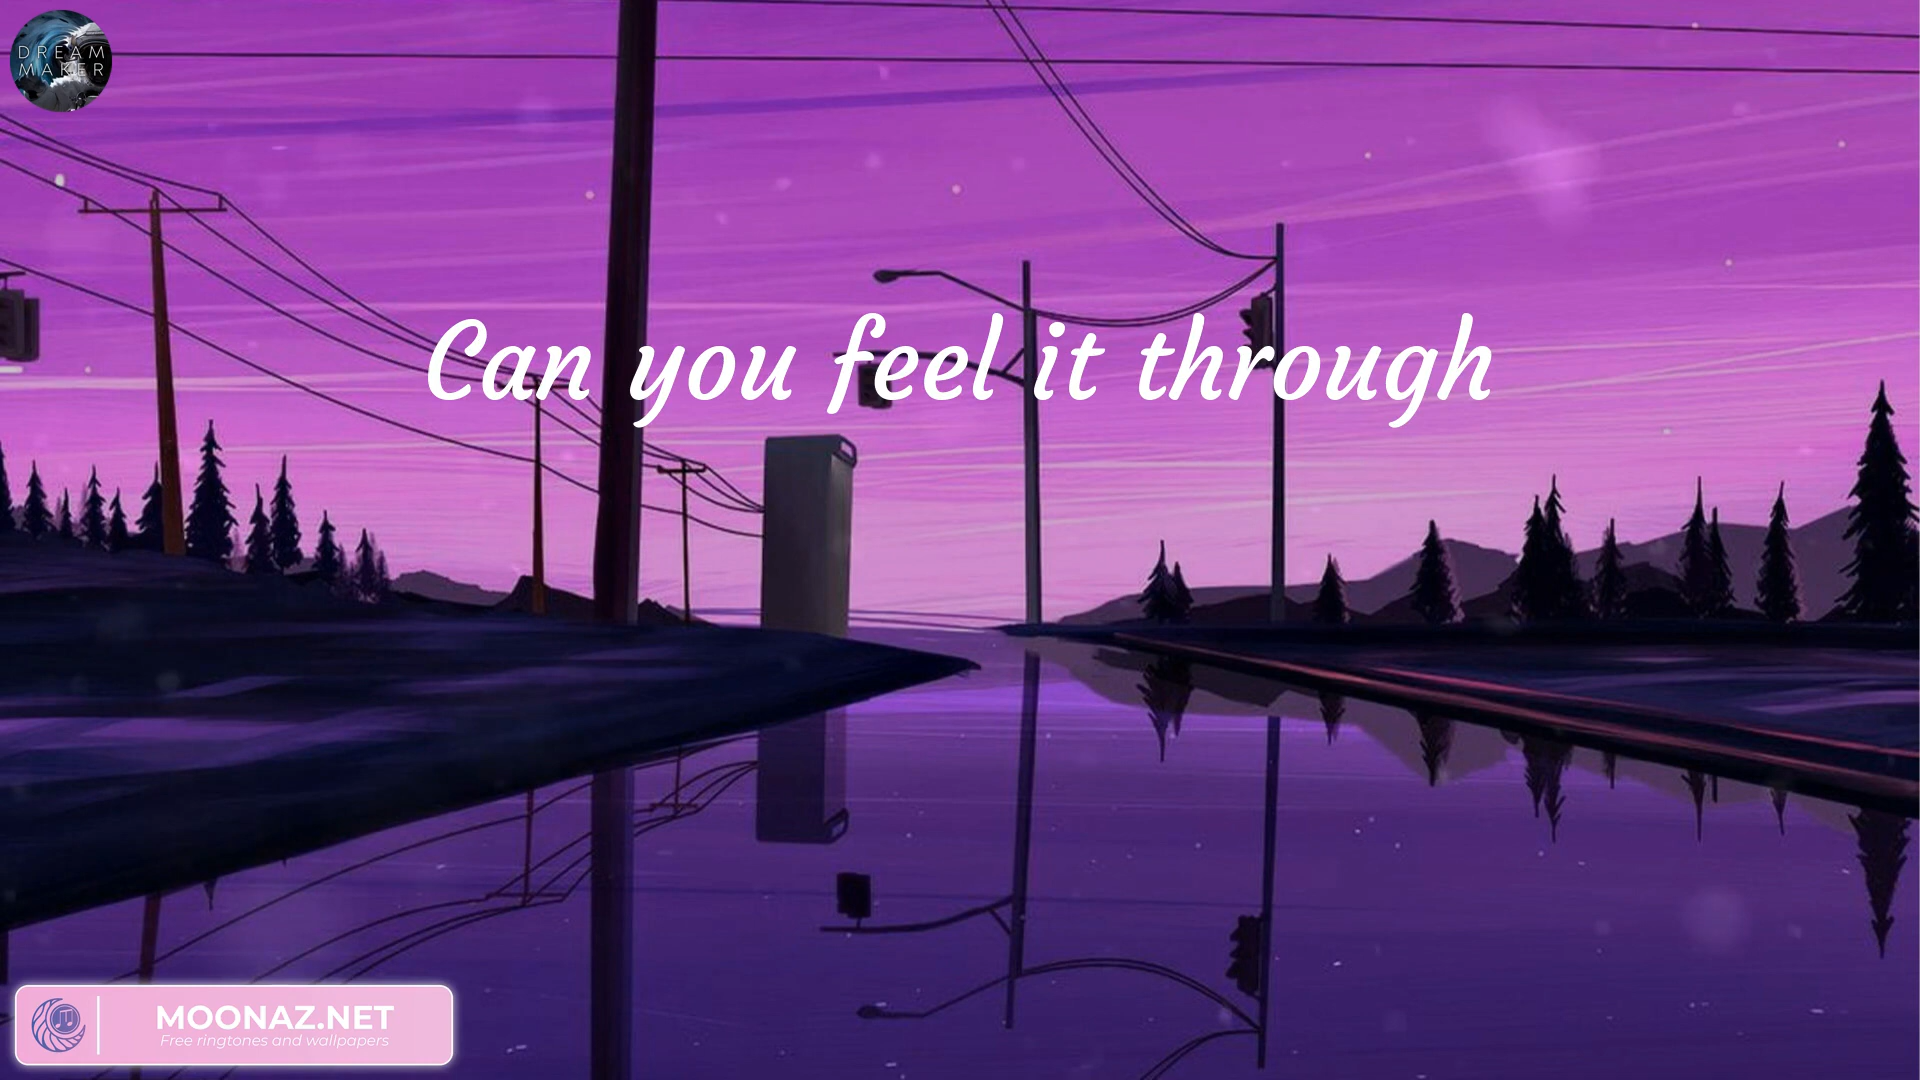 DREAM
MAKER
Can you feel it through
MOONAZ.NET
Free ringtones and wallpapers